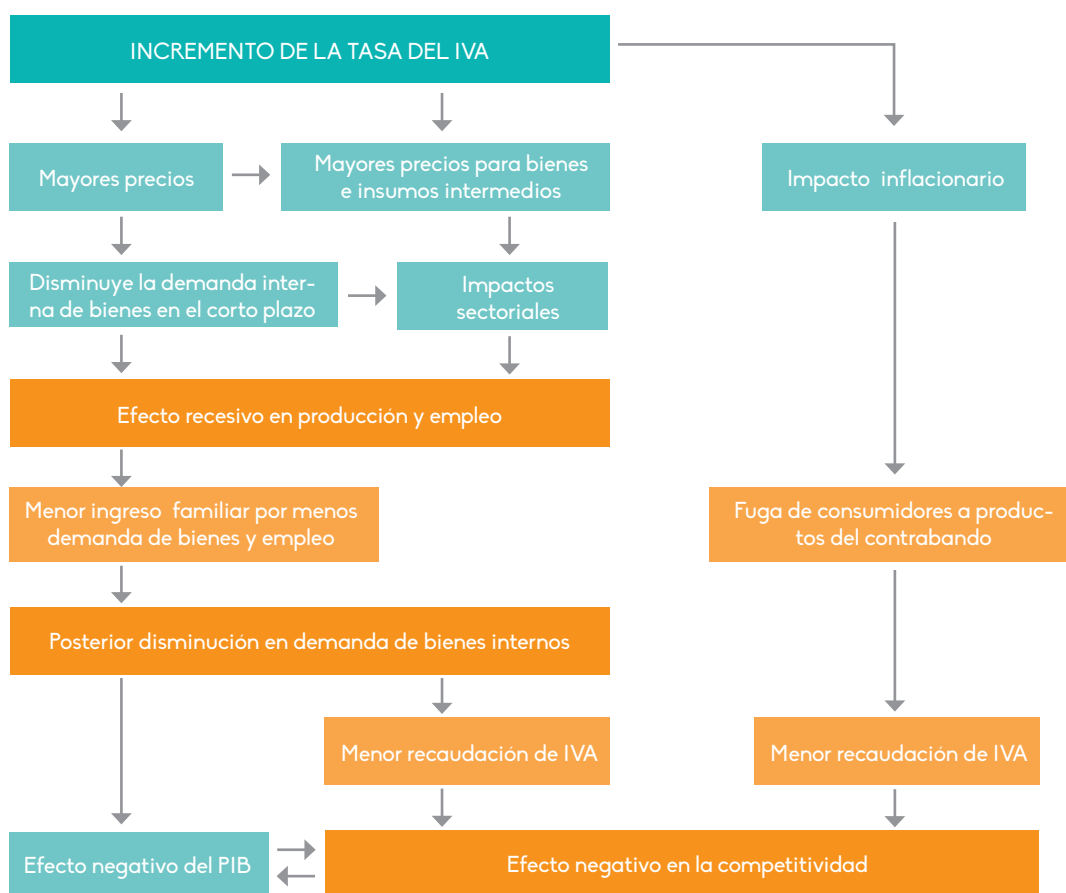 INCREMENTO DE LA TASA DEL IVA
Mayores precios
Mayores precios para bienes
e insumos intermedios
Impacto inflacionario
Disminuye la demanda inter-
na de bienes en el corto plazo
Impactos
sectoriales
Efecto recesivo en producción y empleo
Menor ingreso familiar por menos
demanda de bienes y empleo
Fuga de consumidores a produc-
tos del contrabando
Posterior disminución en demanda de bienes internos
Menor recaudación de IVA
Menor recaudación de IVA
Efecto negativo del PIB
Efecto negativo en la competitividad